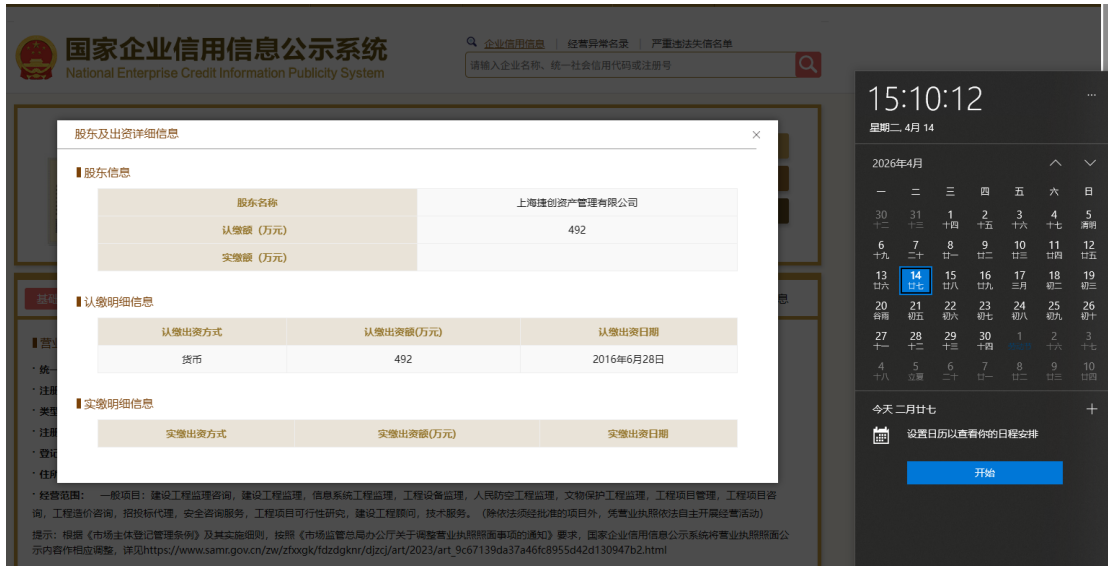 国家企业信用信息公示系统
National Enterprise Credit Information Publicity System
企业信用信息 | 经营异常名录 | 严重违法失信名单
请输入企业名称、统一社会信用代码或注册号
股东及出资详细信息
股东信息
股东名称 上海捷创资产管理有限公司
认缴额（万元） 492
实缴额（万元）
认缴明细信息
认缴出资方式 认缴出资额(万元) 认缴出资日期
货币 492 2016年6月28日
实缴明细信息
实缴出资方式 实缴出资额(万元) 实缴出资日期
基础
息
营业
· 统一
· 注册
· 类型
· 注册
· 登记
· 住所
· 经营范围： 一般项目：建设工程监理咨询，建设工程监理，信息系统工程监理，工程设备监理，人民防空工程监理，文物保护工程监理，工程项目管理，工程项目咨
询，工程造价咨询，招投标代理，安全咨询服务，工程项目可行性研究，建设工程顾问，技术服务。（除依法须经批准的项目外，凭营业执照依法自主开展经营活动）
提示：根据《市场主体登记管理条例》及其实施细则，按照《市场监管总局办公厅关于调整营业执照照面事项的通知》要求，国家企业信用信息公示系统将营业执照照面公
示内容作相应调整，详见https://www.samr.gov.cn/zw/zfxxgk/fdzdgknr/djzcj/art/2023/art_9c67139da37a46fc8955d42d130947b2.html
15:10:12
星期二, 4月 14
2026年4月
一 二 三 四 五 六 日
30 31 1 2 3 4 5
十二 十三 十四 十五 十六 十七 清明
6 7 8 9 10 11 12
十九 二十 廿一 廿二 廿三 廿四 廿五
13 14 15 16 17 18 19
廿六 廿七 廿八 廿九 三月 初二 初三
20 21 22 23 24 25 26
谷雨 初五 初六 初七 初八 初九 初十
27 28 29 30 1 2 3
十一 十二 十三 十四 十六 十七
4 5 6 7 8 9 10
十八 立夏 二十 廿一 廿二 廿三 廿四
今天 二月廿七
设置日历以查看你的日程安排
开始